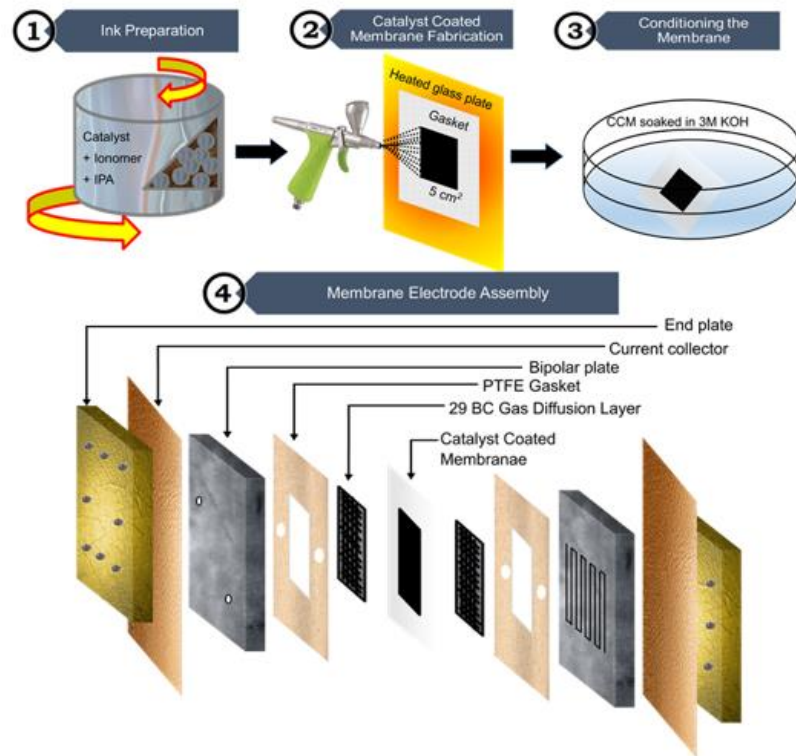 1
Ink Preparation
Catalyst
+ Ionomer
+ IPA
2
Catalyst Coated
Membrane Fabrication
Heated glass plate
Gasket
5 cm²
3
Conditioning the
Membrane
CCM soaked in 3M KOH
4
Membrane Electrode Assembly
End plate
Current collector
Bipolar plate
PTFE Gasket
29 BC Gas Diffusion Layer
Catalyst Coated
Membranae